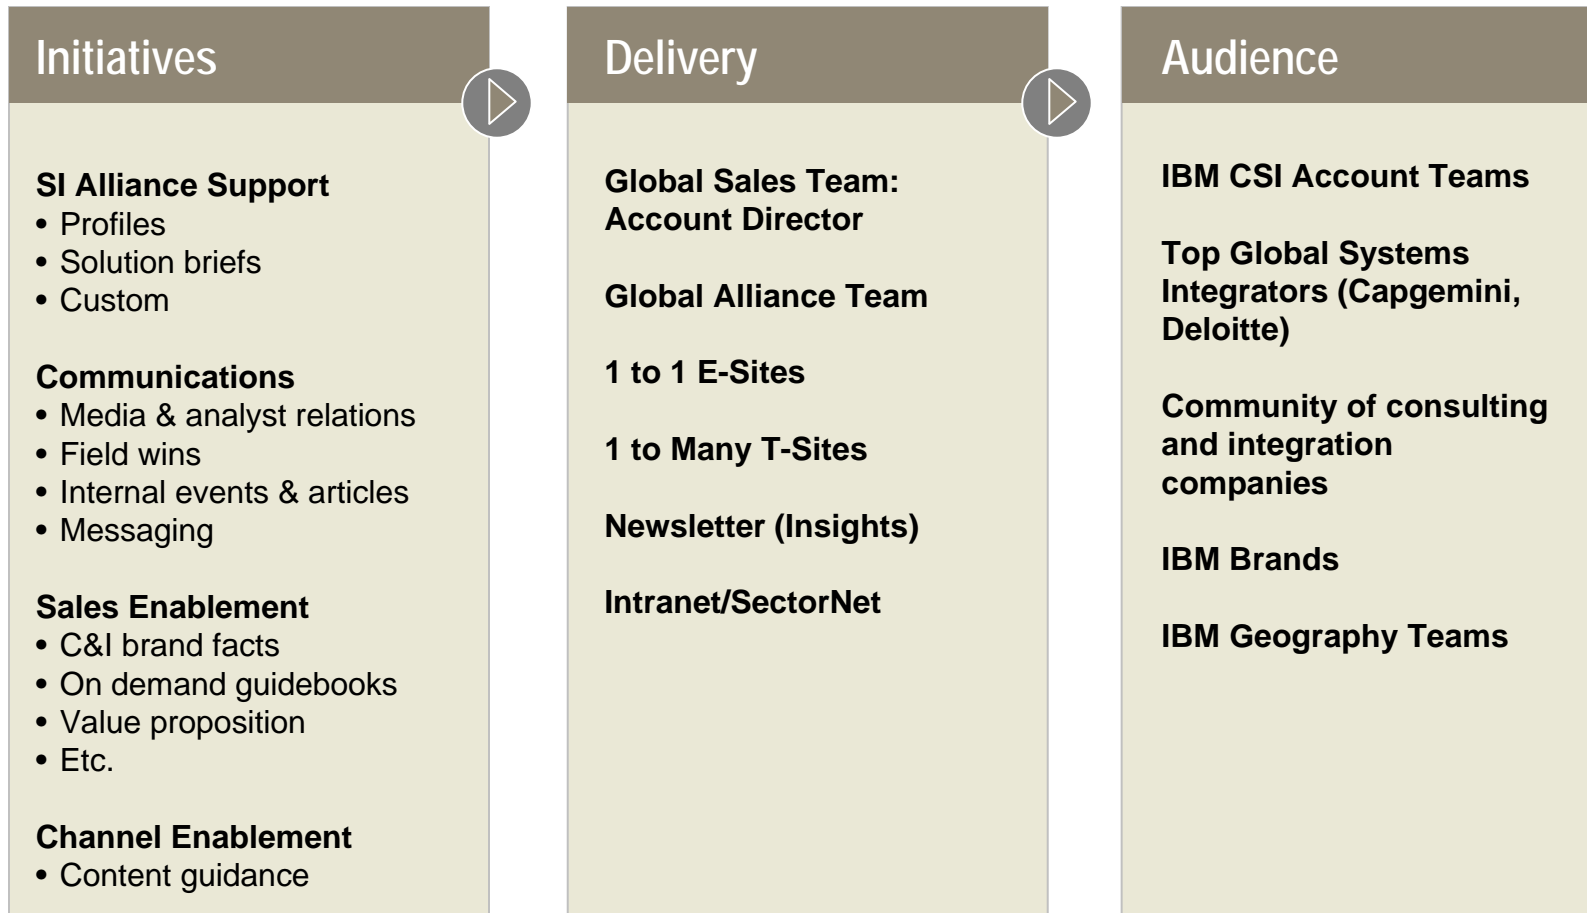 Initiatives
SI Alliance Support
• Profiles
• Solution briefs
• Custom
Communications
• Media & analyst relations
• Field wins
• Internal events & articles
• Messaging
Sales Enablement
• C&I brand facts
• On demand guidebooks
• Value proposition
• Etc.
Channel Enablement
• Content guidance
Delivery
Global Sales Team:
Account Director
Global Alliance Team
1 to 1 E-Sites
1 to Many T-Sites
Newsletter (Insights)
Intranet/SectorNet
Audience
IBM CSI Account Teams
Top Global Systems
Integrators (Capgemini,
Deloitte)
Community of consulting
and integration
companies
IBM Brands
IBM Geography Teams